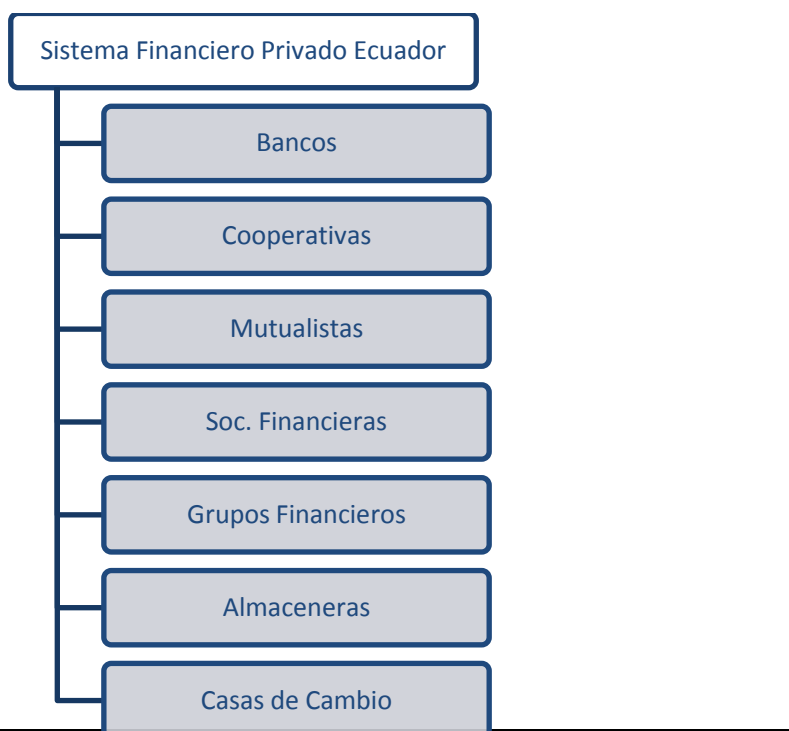 Sistema Financiero Privado Ecuador
Bancos
Cooperativas
Mutualistas
Soc. Financieras
Grupos Financieros
Almaceneras
Casas de Cambio